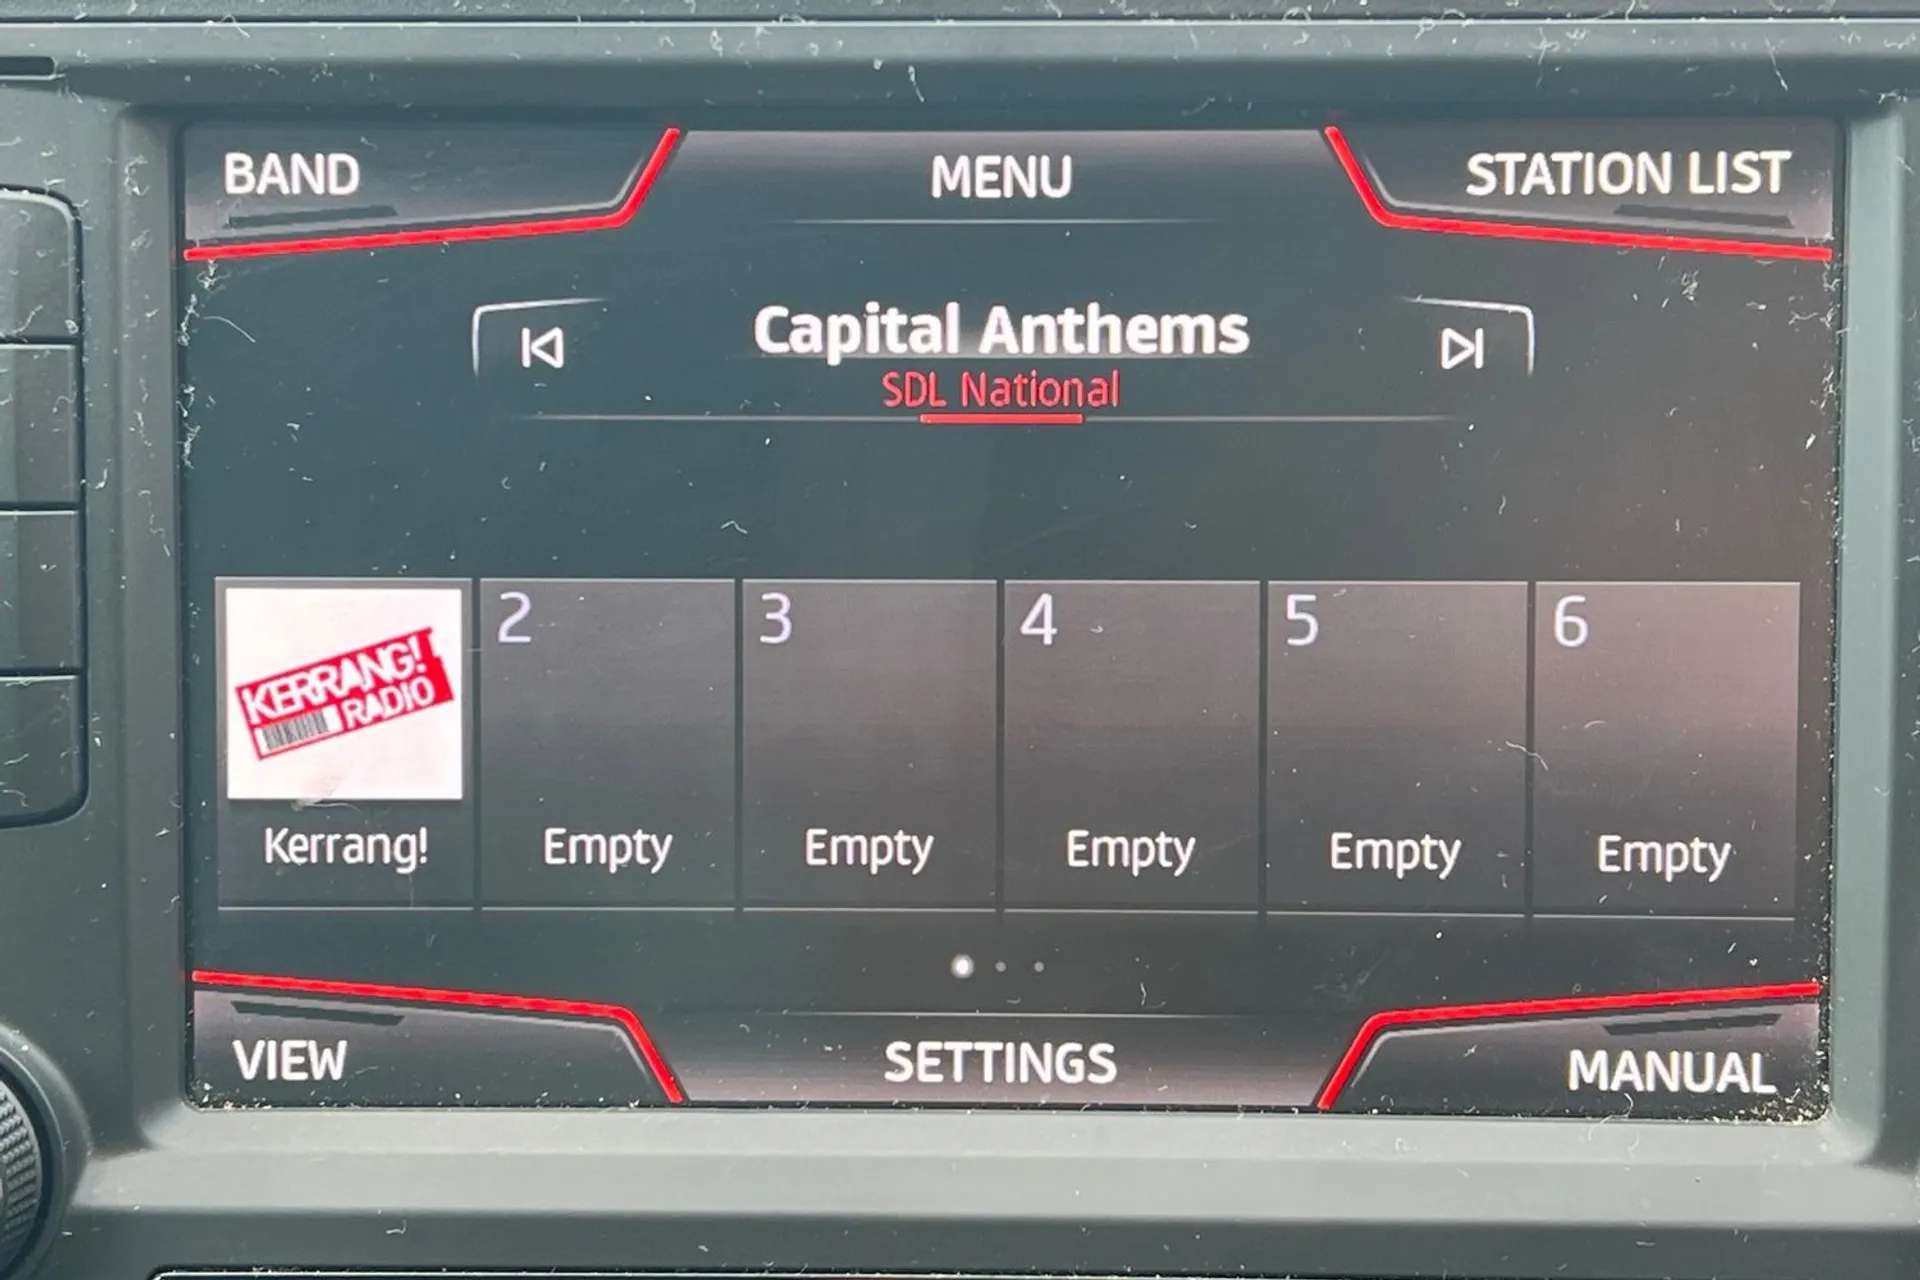 BAND
MENU
STATION LIST
Capital Anthems
SDL National
KERRANG!
RADIO
2
3
4
5
6
Kerrang!
Empty
Empty
Empty
Empty
Empty
VIEW
SETTINGS
MANUAL